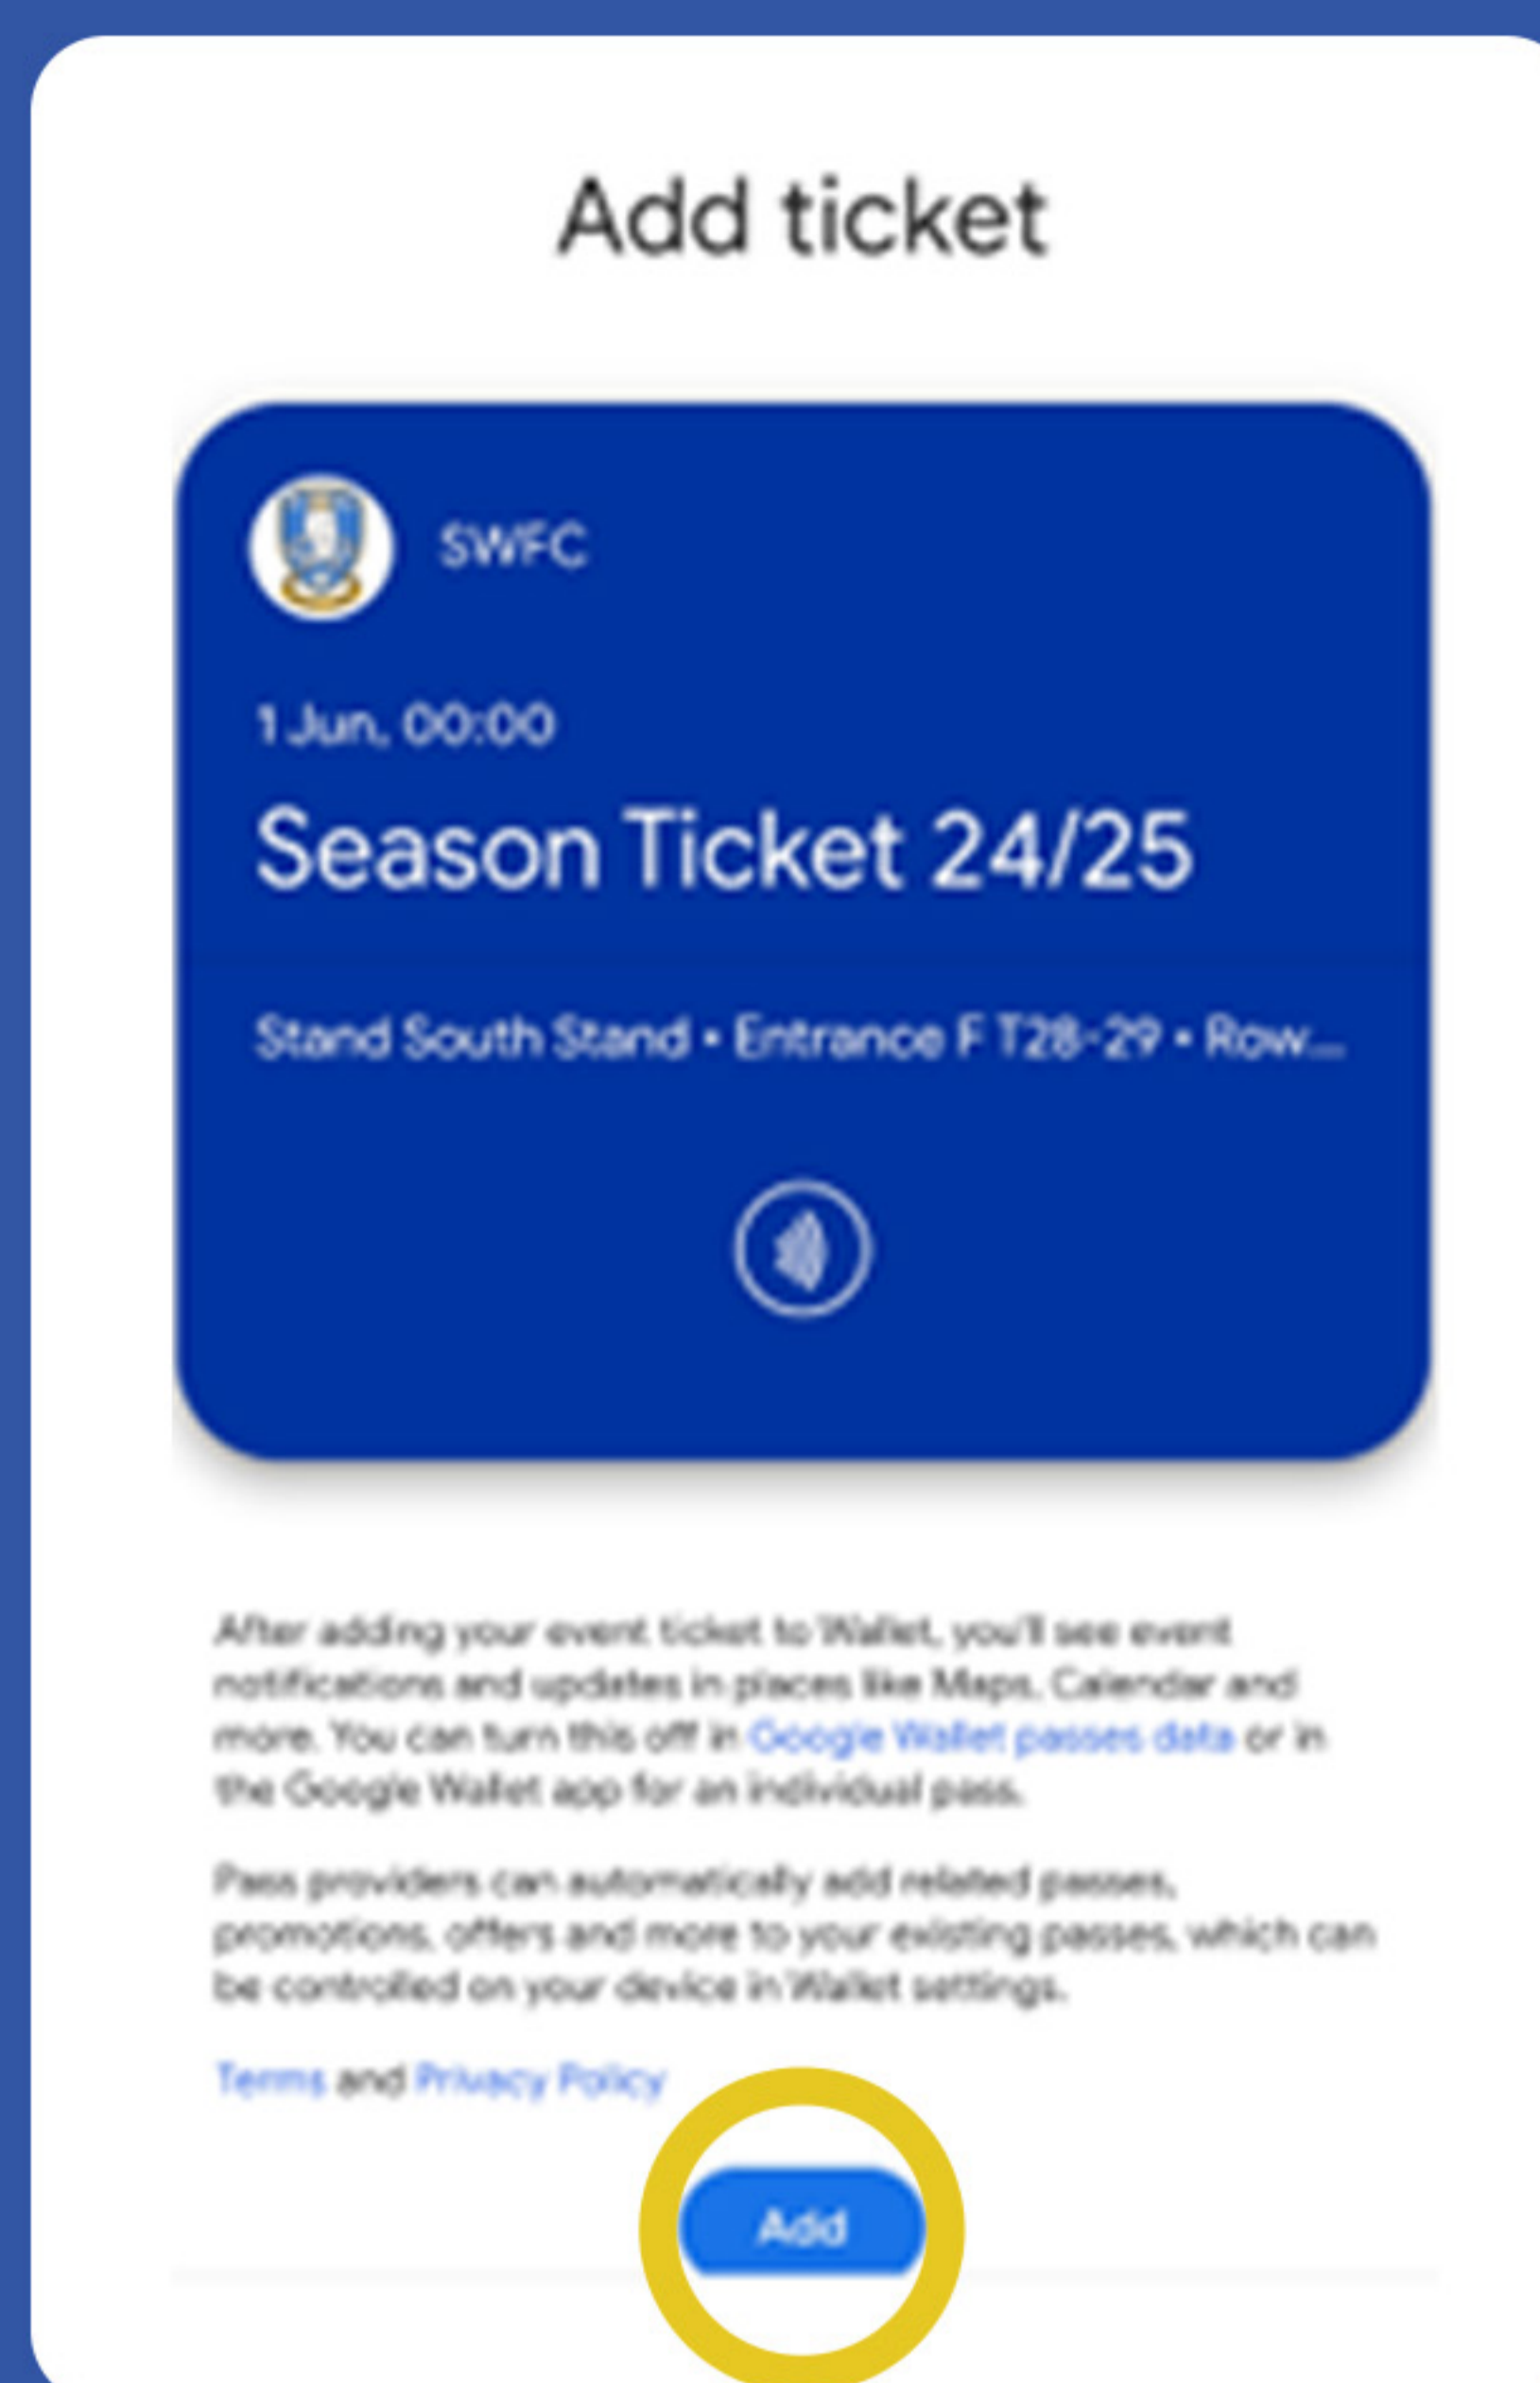 Add ticket
SWFC
1 Jun, 00:00
Season Ticket 24/25
Stand South Stand • Entrance F T28-29 • Row...
After adding your event ticket to Wallet, you'll see event
notifications and updates in places like Maps, Calendar and
more. You can turn this off in Google Wallet passes data or in
the Google Wallet app for an individual pass.
Pass providers can automatically add related passes,
promotions, offers and more to your existing passes, which can
be controlled on your device in Wallet settings.
Terms and Privacy Policy
Add